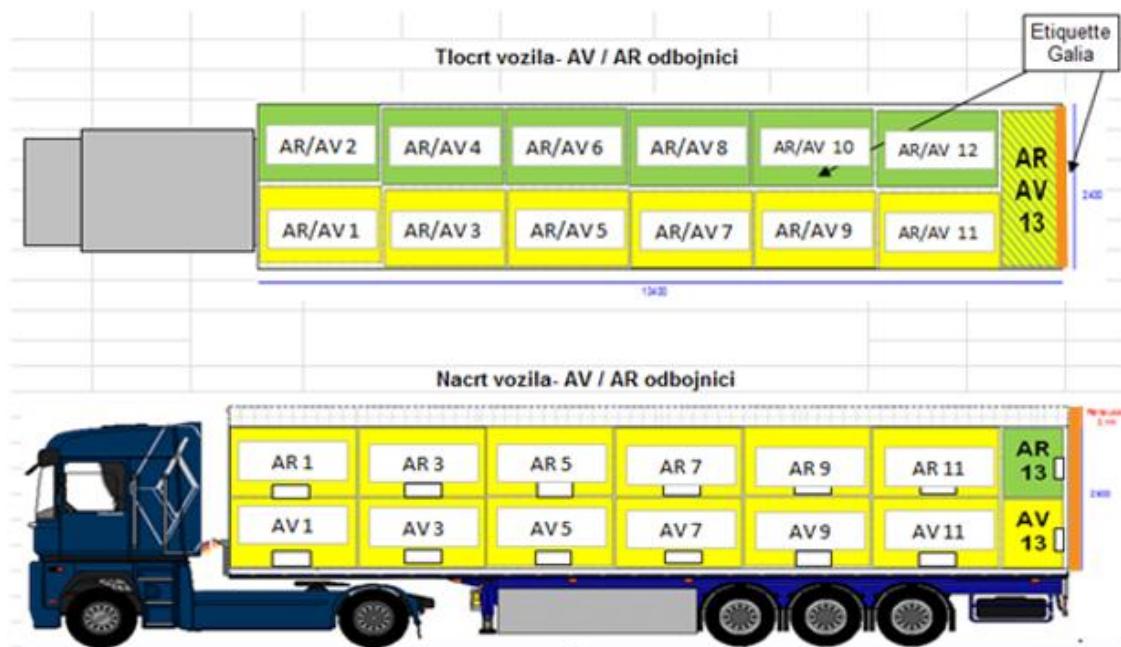 Etiquette
Galia
Tlocrt vozila- AV / AR odbojnici
AR/AV 2
AR/AV 4
AR/AV 6
AR/AV 8
AR/AV 10
AR/AV 12
AR
AV
13
AR/AV 1
AR/AV 3
AR/AV 5
AR/AV 7
AR/AV 9
AR/AV 11
2400
13400
Nacrt vozila- AV / AR odbojnici
AR 1
AR 3
AR 5
AR 7
AR 9
AR 11
AR
13
AV 1
AV 3
AV 5
AV 7
AV 9
AV 11
AV
13